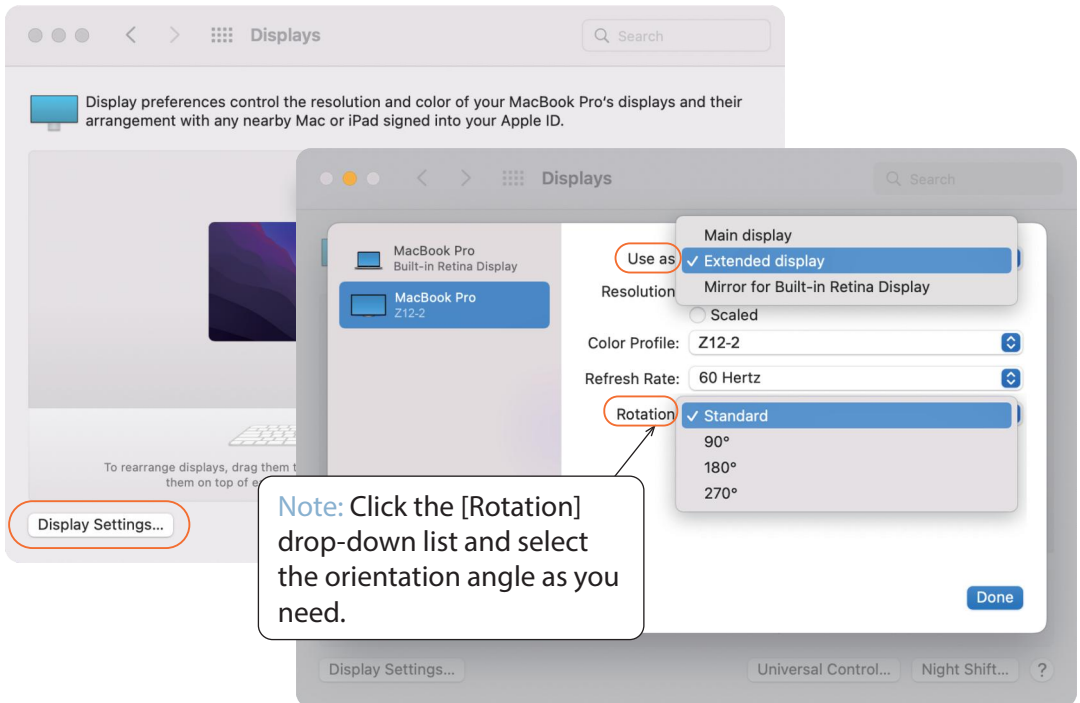 Displays
Search
Display preferences control the resolution and color of your MacBook Pro's displays and their
arrangement with any nearby Mac or iPad signed into your Apple ID.
To rearrange displays, drag them
them on top of
Display Settings...
Displays
Search
MacBook Pro
Built-in Retina Display
MacBook Pro
Z12-2
Use as
Main display
✓ Extended display
Mirror for Built-in Retina Display
Resolution
Scaled
Color Profile: Z12-2
Refresh Rate: 60 Hertz
Rotation
✓ Standard
90°
180°
270°
Note: Click the [Rotation]
drop-down list and select
the orientation angle as you
need.
Done
Display Settings...
Universal Control...
Night Shift...
?